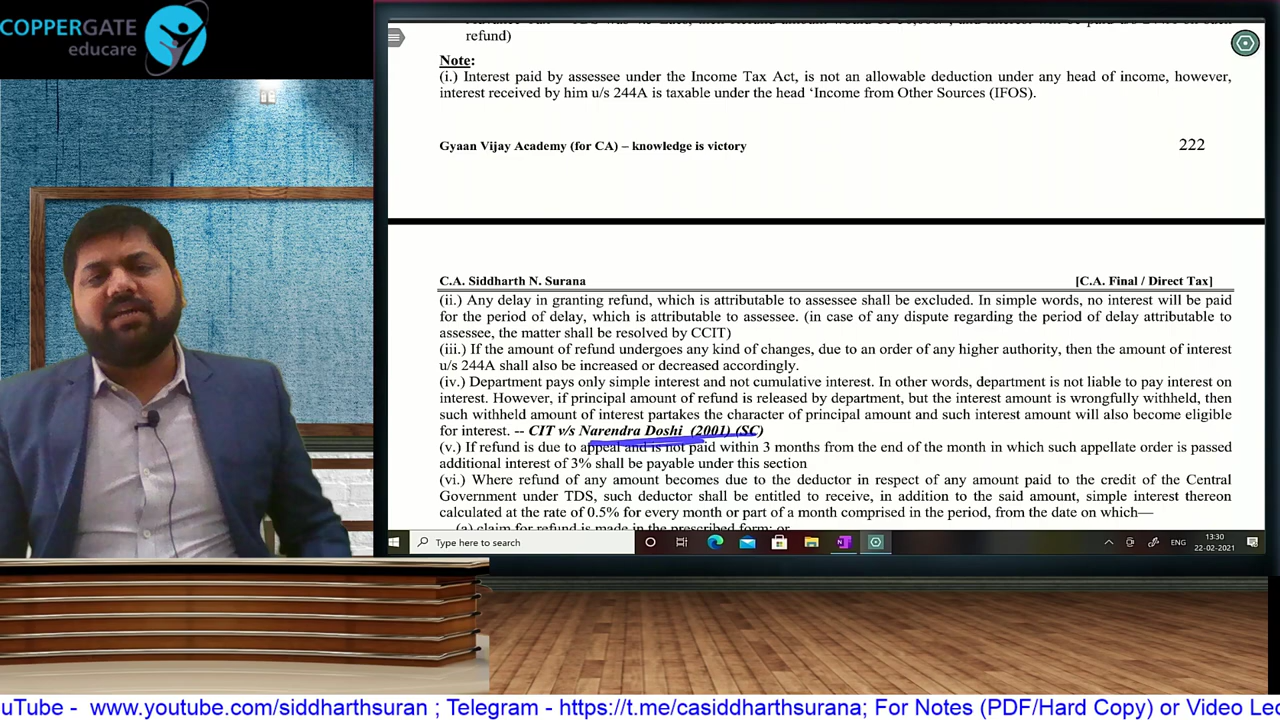 COPPERGATE
educare
refund)
Note:
(i.) Interest paid by assessee under the Income Tax Act, is not an allowable deduction under any head of income, however,
interest received by him u/s 244A is taxable under the head ‘Income from Other Sources (IFOS).
Gyaan Vijay Academy (for CA) – knowledge is victory
222
C.A. Siddharth N. Surana
[C.A. Final / Direct Tax]
(ii.) Any delay in granting refund, which is attributable to assessee shall be excluded. In simple words, no interest will be paid
for the period of delay, which is attributable to assessee. (in case of any dispute regarding the period of delay attributable to
assessee, the matter shall be resolved by CCIT)
(iii.) If the amount of refund undergoes any kind of changes, due to an order of any higher authority, then the amount of interest
u/s 244A shall also be increased or decreased accordingly.
(iv.) Department pays only simple interest and not cumulative interest. In other words, department is not liable to pay interest on
interest. However, if principal amount of refund is released by department, but the interest amount is wrongfully withheld, then
such withheld amount of interest partakes the character of principal amount and such interest amount will also become eligible
for interest. -- CIT v/s Narendra Doshi (2001) (SC)
(v.) If refund is due to appeal and is not paid within 3 months from the end of the month in which such appellate order is passed
additional interest of 3% shall be payable under this section
(vi.) Where refund of any amount becomes due to the deductor in respect of any amount paid to the credit of the Central
Government under TDS, such deductor shall be entitled to receive, in addition to the said amount, simple interest thereon
calculated at the rate of 0.5% for every month or part of a month comprised in the period, from the date on which—
(a) claim for refund is made in the prescribed form; or
Type here to search
ENG
13:30
22-02-2021
uTube - www.youtube.com/siddharthsuran ; Telegram - https://t.me/casiddharthsurana; For Notes (PDF/Hard Copy) or Video Lec